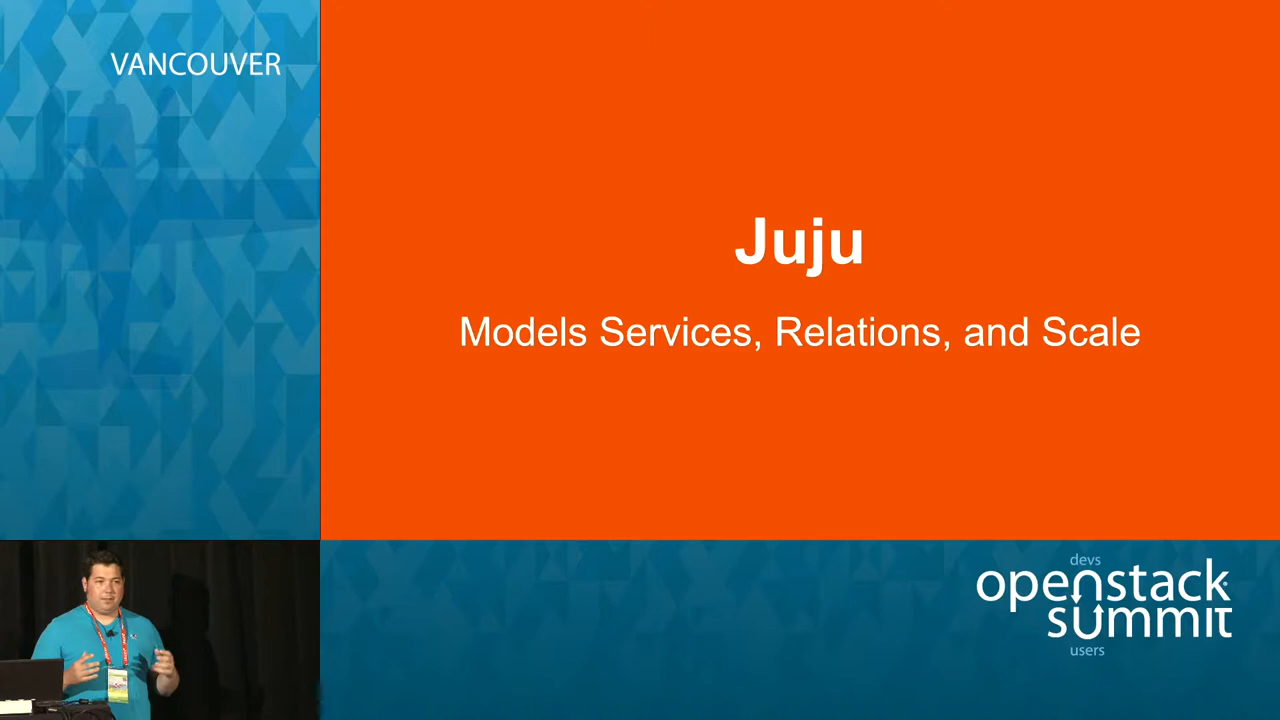 VANCOUVER
Juju
Models Services, Relations, and Scale
devs
openstack
summit
users